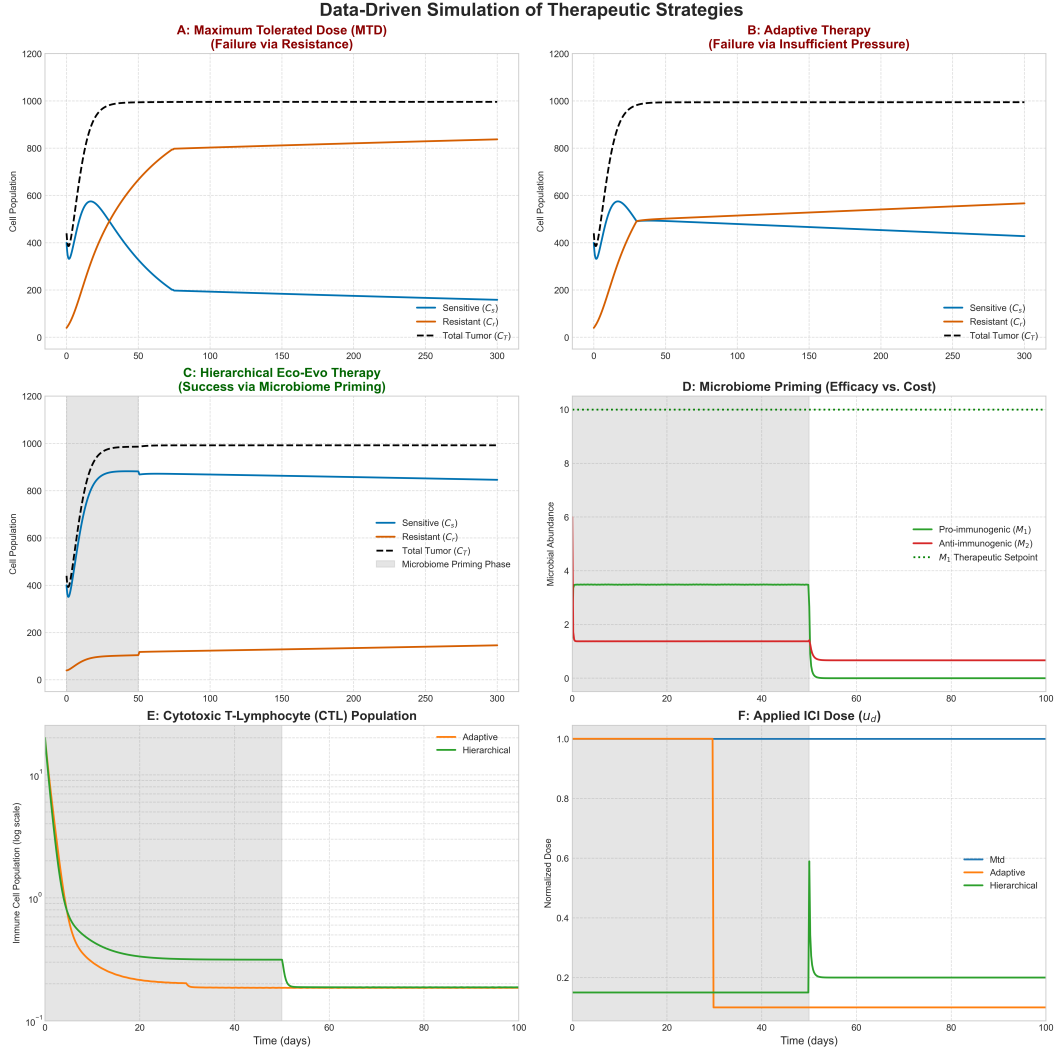 Data-Driven Simulation of Therapeutic Strategies
A: Maximum Tolerated Dose (MTD)
(Failure via Resistance)
1200
1000
800
600
400
200
0
Cell Population
Sensitive (C_s)
Resistant (C_r)
Total Tumor (C_T)
0 50 100 150 200 250 300
B: Adaptive Therapy
(Failure via Insufficient Pressure)
1200
1000
800
600
400
200
0
Cell Population
Sensitive (C_s)
Resistant (C_r)
Total Tumor (C_T)
0 50 100 150 200 250 300
C: Hierarchical Eco-Evo Therapy
(Success via Microbiome Priming)
1200
1000
800
600
400
200
0
Cell Population
Sensitive (C_s)
Resistant (C_r)
Total Tumor (C_T)
Microbiome Priming Phase
0 50 100 150 200 250 300
D: Microbiome Priming (Efficacy vs. Cost)
10
8
6
4
2
0
Microbial Abundance
Pro-immunogenic (M_1)
Anti-immunogenic (M_2)
M_1 Therapeutic Setpoint
0 20 40 60 80 100
E: Cytotoxic T-Lymphocyte (CTL) Population
10^1
10^0
10^−1
Immune Cell Population (log scale)
Adaptive
Hierarchical
0 20 40 60 80 100
Time (days)
F: Applied ICI Dose (u_d)
1.0
0.8
0.6
0.4
0.2
Normalized Dose
Mtd
Adaptive
Hierarchical
0 20 40 60 80 100
Time (days)